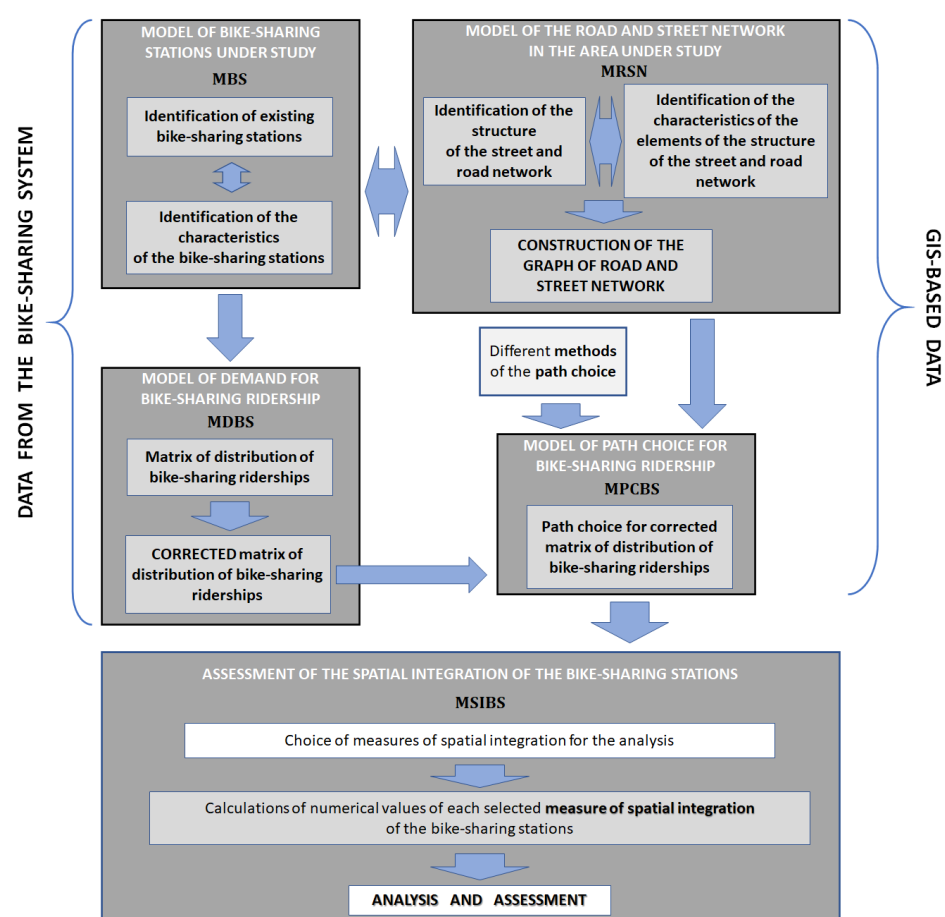 DATA FROM THE BIKE-SHARING SYSTEM
MODEL OF BIKE-SHARING
STATIONS UNDER STUDY
MBS
Identification of existing
bike-sharing stations
Identification of the
characteristics
of the bike-sharing stations
MODEL OF THE ROAD AND STREET NETWORK
IN THE AREA UNDER STUDY
MRSN
Identification of the
structure
of the street and
road network
Identification of the
characteristics of the
elements of the structure
of the street and road
network
CONSTRUCTION OF THE
GRAPH OF ROAD AND
STREET NETWORK
GIS-BASED DATA
Different methods
of the path choice
MODEL OF DEMAND FOR
BIKE-SHARING RIDERSHIP
MDBS
Matrix of distribution of
bike-sharing riderships
CORRECTED matrix of
distribution of bike-sharing
riderships
MODEL OF PATH CHOICE FOR
BIKE-SHARING RIDERSHIP
MPCBS
Path choice for corrected
matrix of distribution of
bike-sharing riderships
ASSESSMENT OF THE SPATIAL INTEGRATION OF THE BIKE-SHARING STATIONS
MSIBS
Choice of measures of spatial integration for the analysis
Calculations of numerical values of each selected measure of spatial integration
of the bike-sharing stations
ANALYSIS AND ASSESSMENT